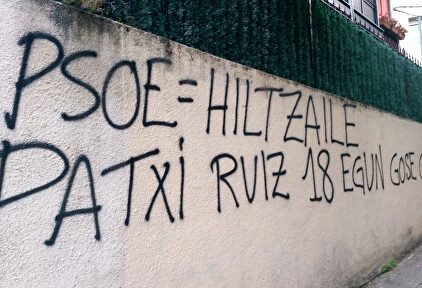 PSOE=HILTZAILE
PATXI RUIZ 18 EGUN GOSE